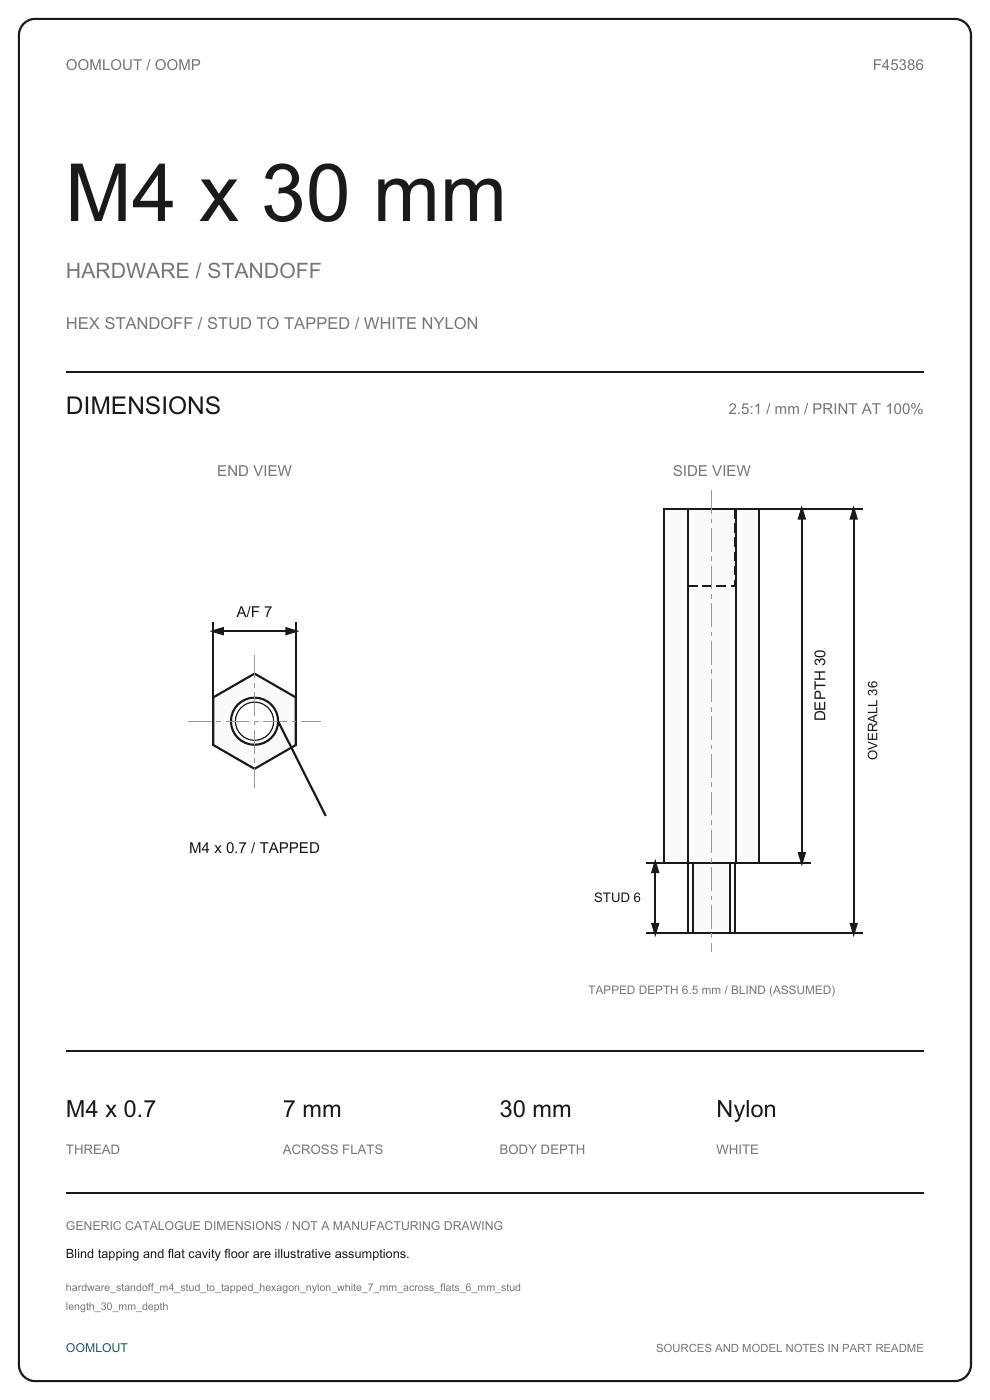 OOMLOUT / OOMP
F45386
M4 x 30 mm
HARDWARE / STANDOFF
HEX STANDOFF / STUD TO TAPPED / WHITE NYLON
DIMENSIONS
2.5:1 / mm / PRINT AT 100%
END VIEW
SIDE VIEW
A/F 7
M4 x 0.7 / TAPPED
DEPTH 30
OVERALL 36
STUD 6
TAPPED DEPTH 6.5 mm / BLIND (ASSUMED)
M4 x 0.7
7 mm
30 mm
Nylon
THREAD
ACROSS FLATS
BODY DEPTH
WHITE
GENERIC CATALOGUE DIMENSIONS / NOT A MANUFACTURING DRAWING
Blind tapping and flat cavity floor are illustrative assumptions.
hardware_standoff_m4_stud_to_tapped_hexagon_nylon_white_7_mm_across_flats_6_mm_stud
length_30_mm_depth
OOMLOUT
SOURCES AND MODEL NOTES IN PART README